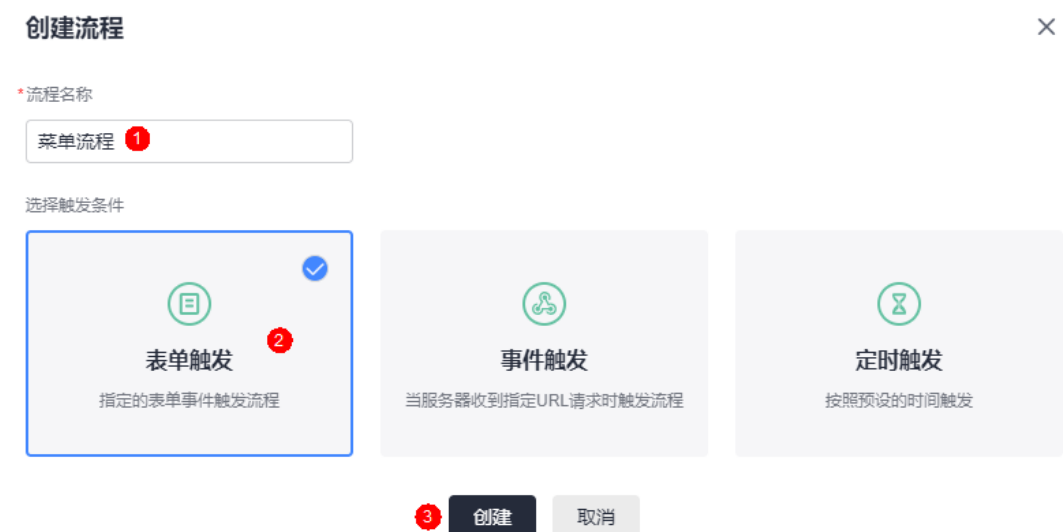 创建流程
*流程名称
菜单流程 1
选择触发条件
表单触发 2
指定的表单事件触发流程
事件触发
当服务器收到指定URL请求时触发流程
定时触发
按照预设的时间触发
3 创建 取消